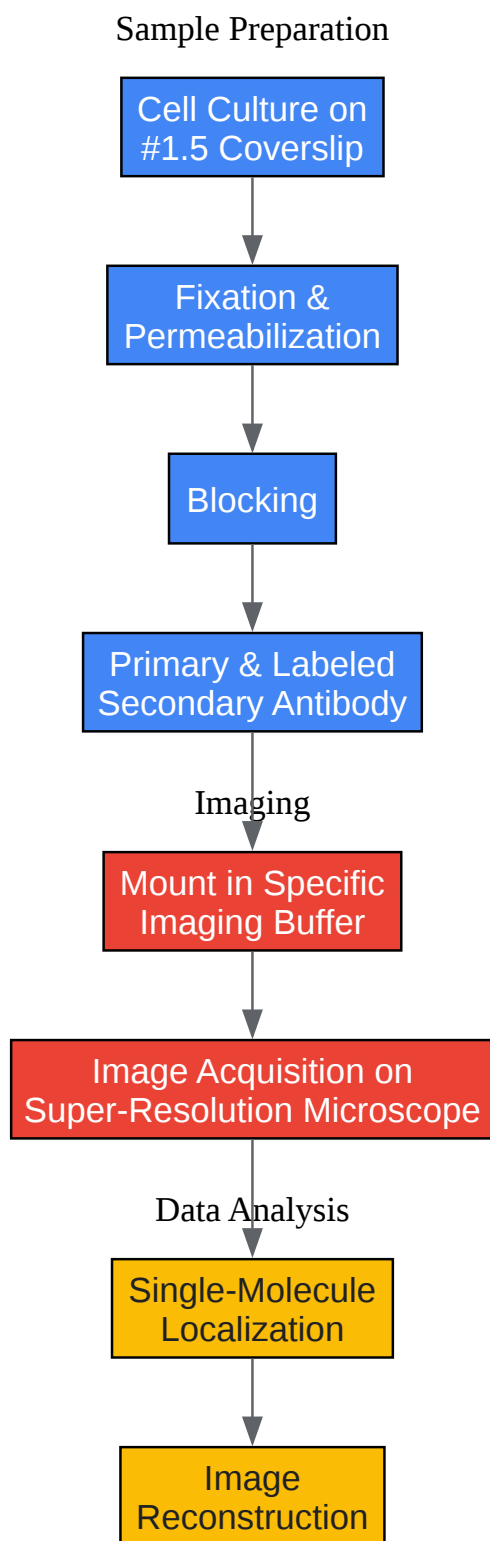 Sample Preparation
Cell Culture on
#1.5 Coverslip
Fixation &
Permeabilization
Blocking
Primary & Labeled
Secondary Antibody
Imaging
Mount in Specific
Imaging Buffer
Image Acquisition on
Super-Resolution Microscope
Data Analysis
Single-Molecule
Localization
Image
Reconstruction